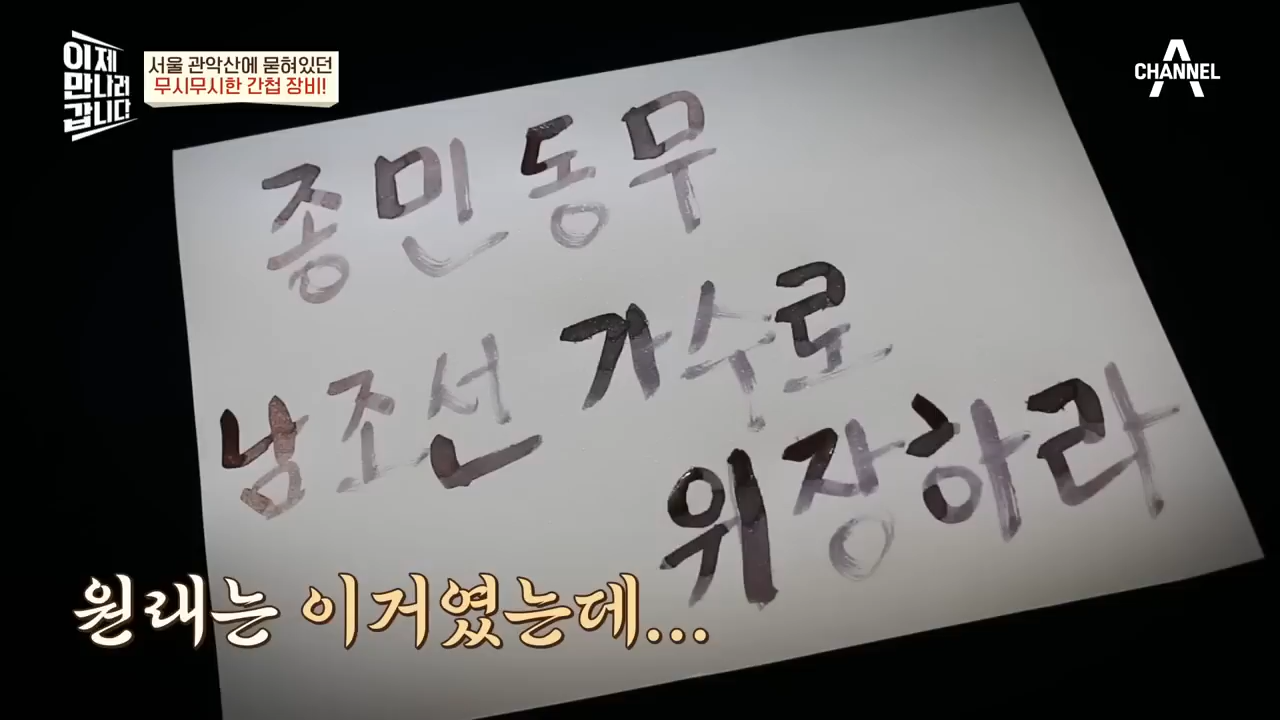 이제
만나러
갑니다
서울 관악산에 묻혀있던
무시무시한 간첩 장비!
CHANNEL A
종민동무
남조선 가수로
위장하라
원래는 이거였는데...